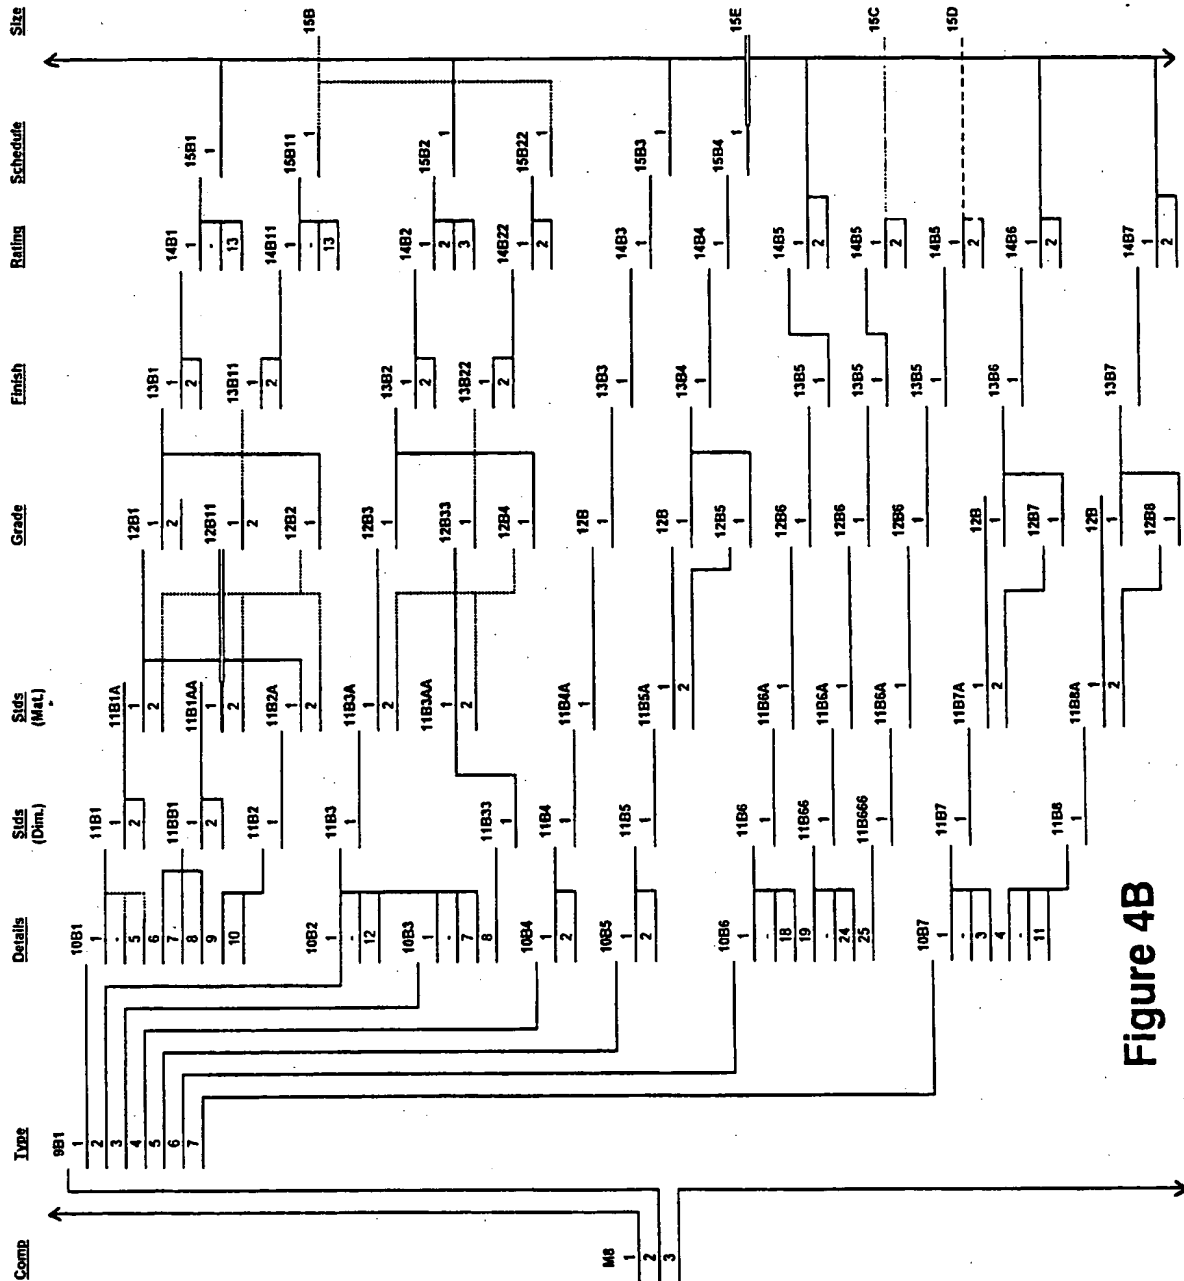 Comp
Type
Details
Stds
(Dim.)
Stds
(Mat.)
Grade
Finish
Rating
Schedule
Size
M8
1
2
3
9B1
1
2
3
4
5
6
7
10B1
1
-
5
6
7
8
9
10
10B2
1
-
12
10B3
1
-
7
8
10B4
1
2
10B5
1
2
10B6
1
-
18
19
-
24
25
10B7
1
-
3
4
-
11
11B1
1
2
11BB1
1
2
11B2
1
11B3
1
11B33
1
11B4
1
11B5
1
11B6
1
11B66
1
11B666
1
11B7
1
11B8
1
11B1A
1
2
11B1AA
1
2
11B2A
1
2
11B3A
1
2
11B3AA
1
2
11B4A
1
11B5A
1
2
11B6A
1
11B6A
1
11B6A
1
11B7A
1
2
11B8A
1
2
12B1
1
2
12B11
1
2
12B2
1
12B3
1
12B33
1
12B4
1
12B
1
12B
1
12B5
1
12B6
1
12B6
1
12B6
1
12B
1
12B7
1
12B
1
12B8
1
13B1
1
2
13B11
1
2
13B2
1
2
13B22
1
2
13B3
1
13B4
1
13B5
1
13B5
1
13B5
1
13B6
1
13B7
1
14B1
1
-
13
14B11
1
-
13
14B2
1
2
3
14B22
1
2
14B3
1
14B4
1
14B5
1
2
14B5
1
2
14B5
1
2
14B6
1
2
14B7
1
2
15B1
1
15B11
1
15B2
1
15B22
1
15B3
1
15B4
1
15B
15E
15C
15D
Figure 4B